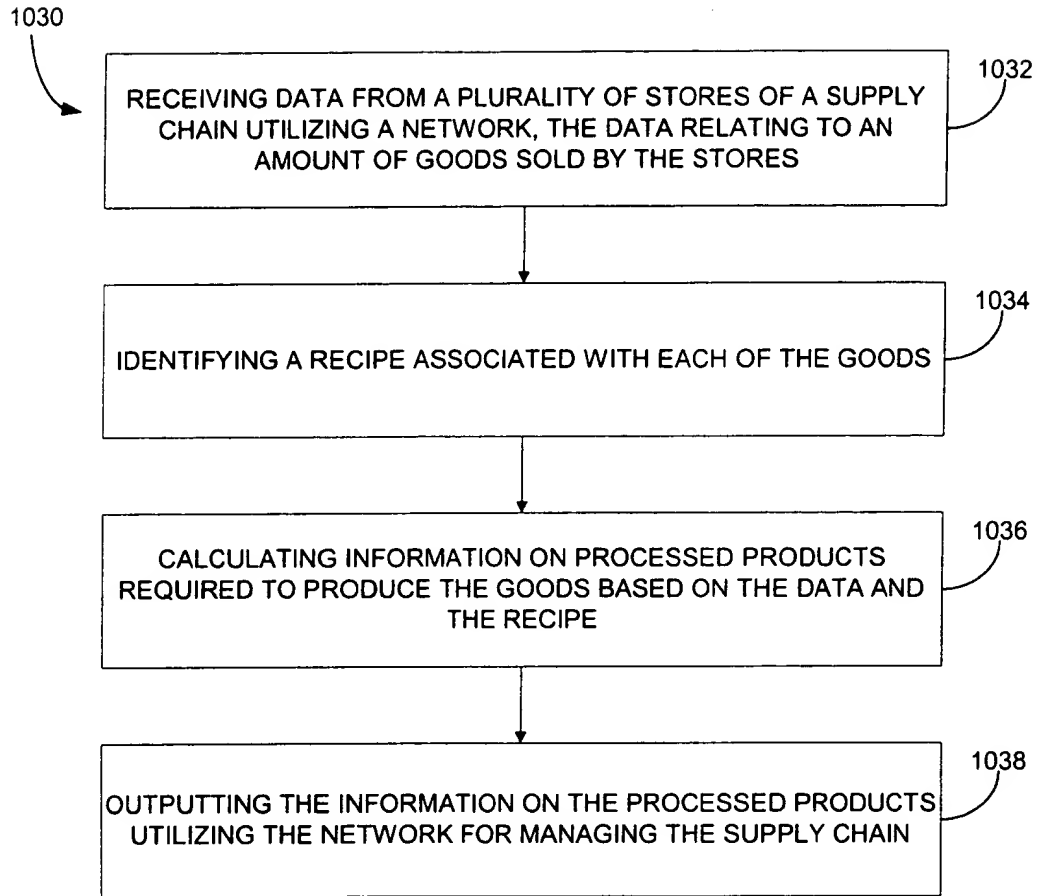 1030
1032
RECEIVING DATA FROM A PLURALITY OF STORES OF A SUPPLY
CHAIN UTILIZING A NETWORK, THE DATA RELATING TO AN
AMOUNT OF GOODS SOLD BY THE STORES
1034
IDENTIFYING A RECIPE ASSOCIATED WITH EACH OF THE GOODS
1036
CALCULATING INFORMATION ON PROCESSED PRODUCTS
REQUIRED TO PRODUCE THE GOODS BASED ON THE DATA AND
THE RECIPE
1038
OUTPUTTING THE INFORMATION ON THE PROCESSED PRODUCTS
UTILIZING THE NETWORK FOR MANAGING THE SUPPLY CHAIN